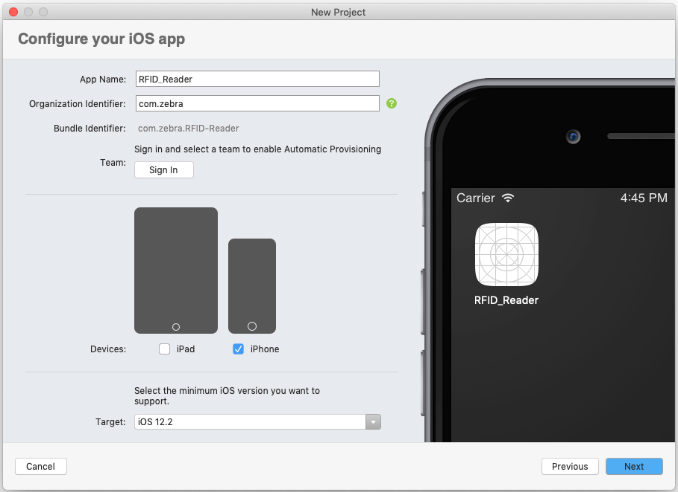 New Project
Configure your iOS app
App Name: RFID_Reader
Organization Identifier: com.zebra ?
Bundle Identifier: com.zebra.RFID-Reader
Sign in and select a team to enable Automatic Provisioning
Team:
Sign In
Carrier 4:45 PM
RFID_Reader
Devices: iPad iPhone
Select the minimum iOS version you want to
support.
Target: iOS 12.2
Cancel Previous Next